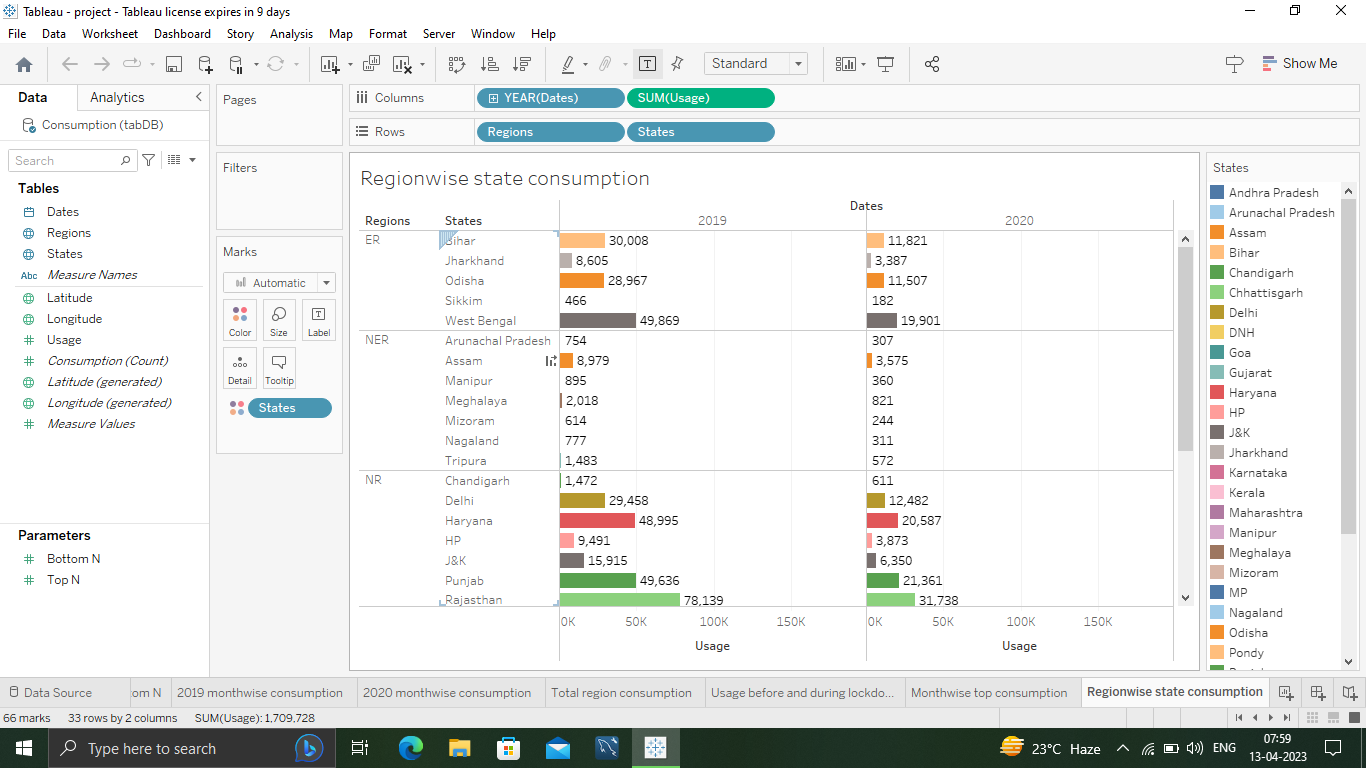 Tableau - project - Tableau license expires in 9 days
File Data Worksheet Dashboard Story Analysis Map Format Server Window Help
Standard
Show Me
Data Analytics
Consumption (tabDB)
Search
Tables
Dates
Regions
States
Abc Measure Names
Latitude
Longitude
Usage
Consumption (Count)
Latitude (generated)
Longitude (generated)
Measure Values
Parameters
Bottom N
Top N
Pages
Filters
Marks
Automatic
Color Size Label
Detail Tooltip
States
Columns YEAR(Dates) SUM(Usage)
Rows Regions States
Regionwise state consumption
Dates
Regions States 2019 2020
ER Bihar 30,008 11,821
Jharkhand 8,605 3,387
Odisha 28,967 11,507
Sikkim 466 182
West Bengal 49,869 19,901
NER Arunachal Pradesh 754 307
Assam 8,979 3,575
Manipur 895 360
Meghalaya 2,018 821
Mizoram 614 244
Nagaland 777 311
Tripura 1,483 572
NR Chandigarh 1,472 611
Delhi 29,458 12,482
Haryana 48,995 20,587
HP 9,491 3,873
J&K 15,915 6,350
Punjab 49,636 21,361
Rajasthan 78,139 31,738
0K 50K 100K 150K 0K 50K 100K 150K
Usage Usage
States
Andhra Pradesh
Arunachal Pradesh
Assam
Bihar
Chandigarh
Chhattisgarh
Delhi
DNH
Goa
Gujarat
Haryana
HP
J&K
Jharkhand
Karnataka
Kerala
Maharashtra
Manipur
Meghalaya
Mizoram
MP
Nagaland
Odisha
Pondy
Data Source om N 2019 monthwise consumption 2020 monthwise consumption Total region consumption Usage before and during lockdo... Monthwise top consumption Regionwise state consumption
66 marks 33 rows by 2 columns SUM(Usage): 1,709,728
Type here to search
23°C Haze ENG 07:59
13-04-2023